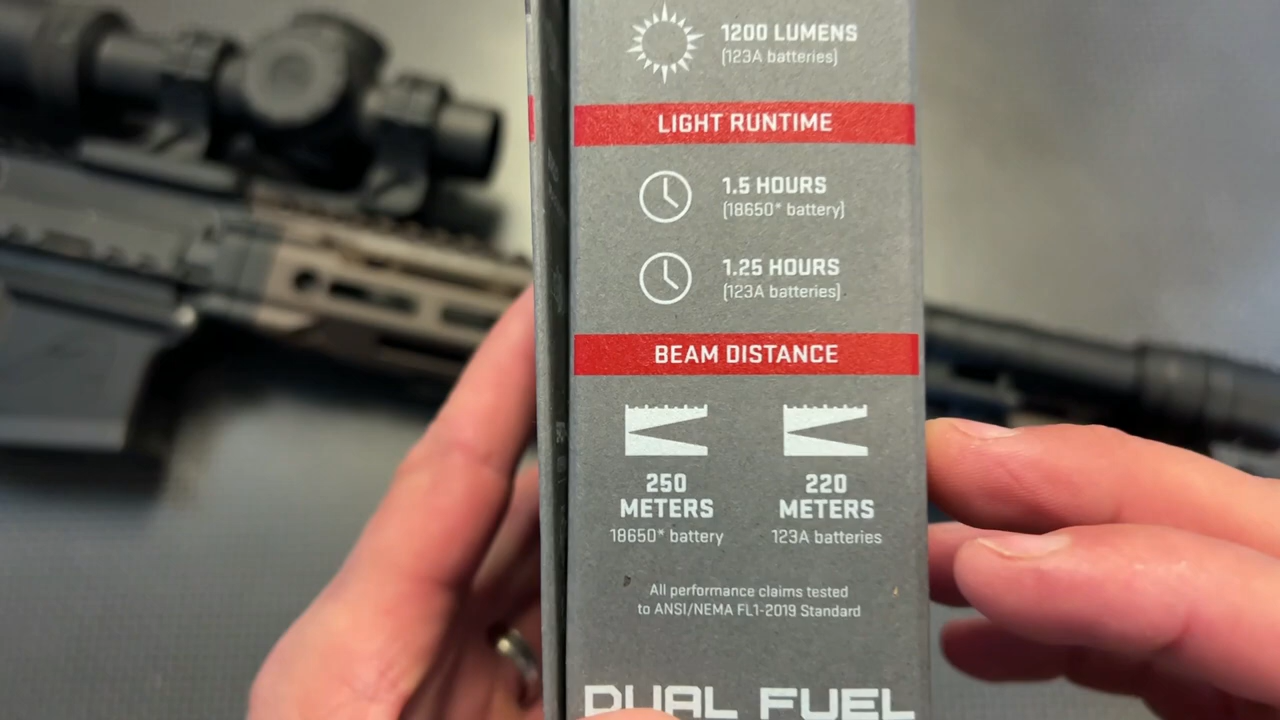 1200 LUMENS
(123A batteries)
LIGHT RUNTIME
1.5 HOURS
(18650* battery)
1.25 HOURS
(123A batteries)
BEAM DISTANCE
250
METERS
18650* battery
220
METERS
123A batteries
All performance claims tested
to ANSI/NEMA FL1-2019 Standard
DUAL FUEL